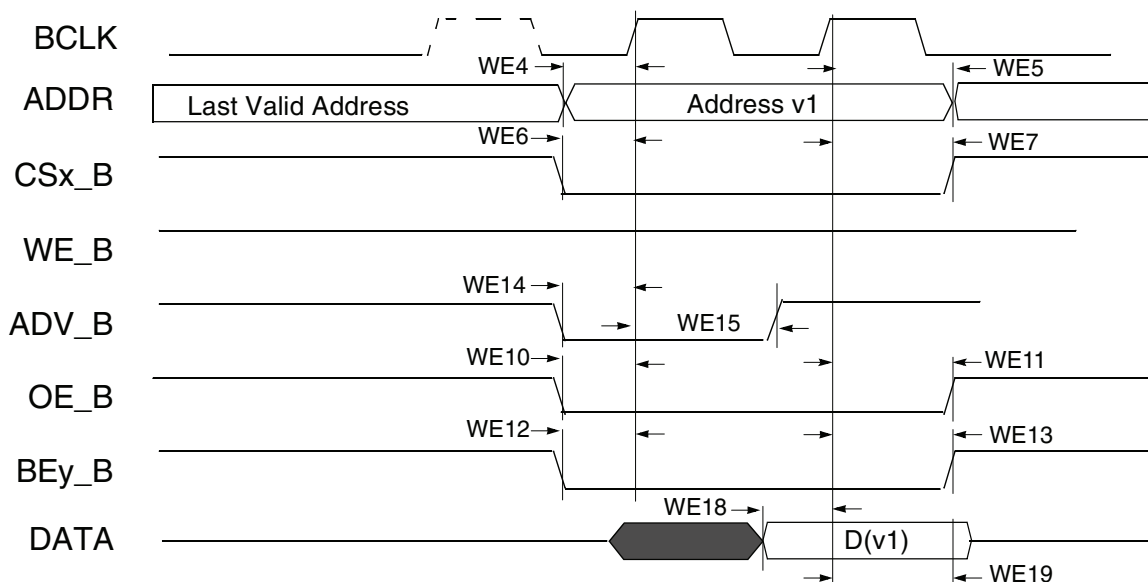 BCLK
WE4 WE5
ADDR Last Valid Address Address v1
WE6 WE7
CSx_B
WE_B
WE14
ADV_B WE15
WE10 WE11
OE_B
WE12 WE13
BEy_B
WE18
DATA D(v1)
WE19